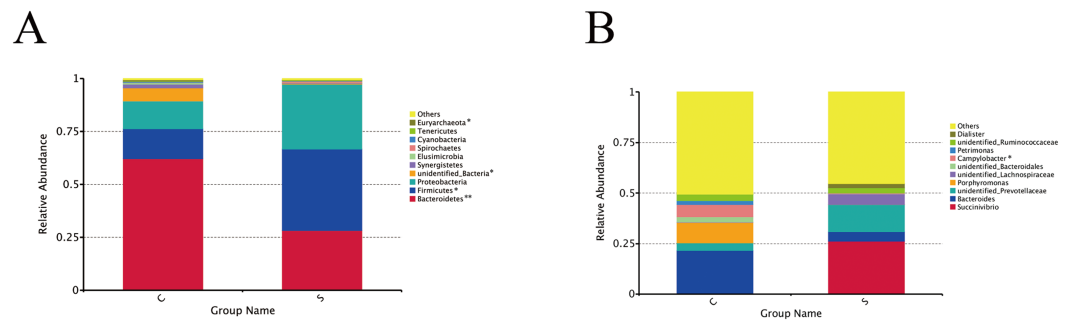 A
Relative Abundance
1
0.75
0.5
0.25
0
C
S
Group Name
Others
Euryarchaeota *
Tenericutes
Cyanobacteria
Spirochaetes
Elusimicrobia
Synergistetes
unidentified_Bacteria*
Proteobacteria
Firmicutes *
Bacteroidetes **
B
Relative Abundance
1
0.75
0.5
0.25
0
C
S
Group Name
Others
Dialister
unidentified_Ruminococcaceae
Petrimonas
Campylobacter *
unidentified_Bacteroidales
unidentified_Lachnospiraceae
Porphyromonas
unidentified_Prevotellaceae
Bacteroides
Succinivibrio